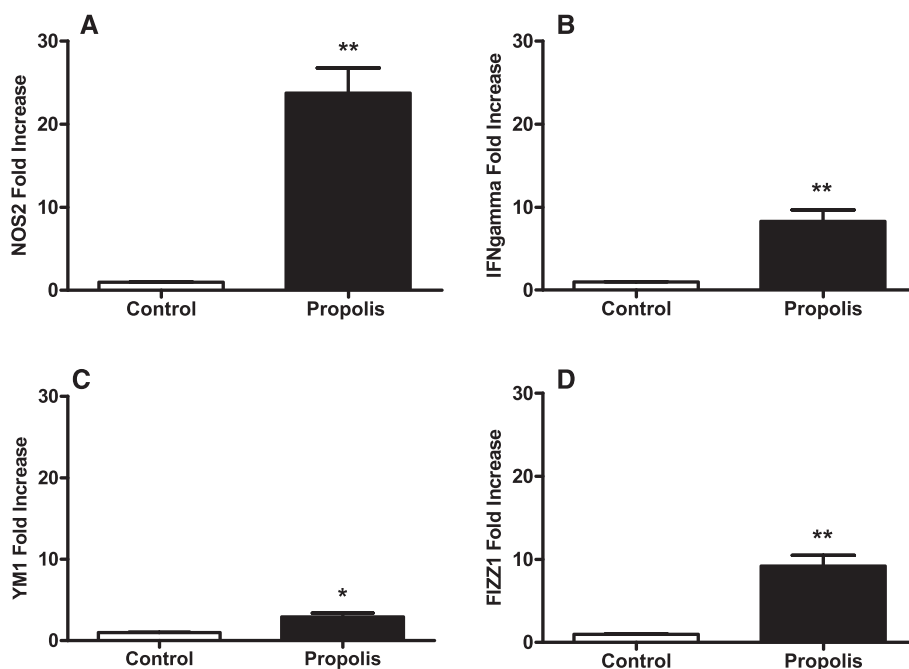 A
30
20
10
0
NOS2 Fold Increase
**
Control
Propolis
B
30
20
10
0
IFNgamma Fold Increase
**
Control
Propolis
C
30
20
10
0
YM1 Fold Increase
*
Control
Propolis
D
30
20
10
0
FIZZ1 Fold Increase
**
Control
Propolis